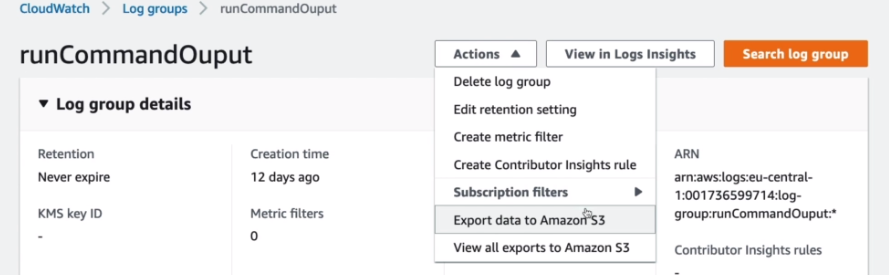 CloudWatch > Log groups > runCommandOuput
runCommandOuput
Actions ▲
View in Logs Insights
Search log group
Delete log group
Edit retention setting
Create metric filter
Create Contributor Insights rule
Subscription filters ▶
Export data to Amazon S3
View all exports to Amazon S3
▼ Log group details
Retention
Never expire
KMS key ID
-
Creation time
12 days ago
Metric filters
0
ARN
arn:aws:logs:eu-central-
1:001736599714:log-
group:runCommandOuput:*
Contributor Insights rules
-